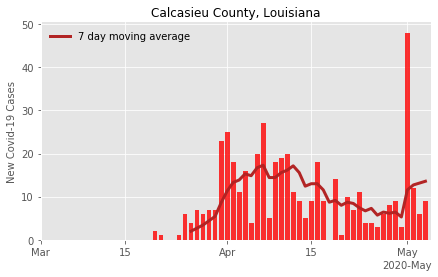 Calcasieu County, Louisiana
7 day moving average
New Covid-19 Cases
50
40
30
20
10
0
Mar 15 Apr 15 May
2020-May